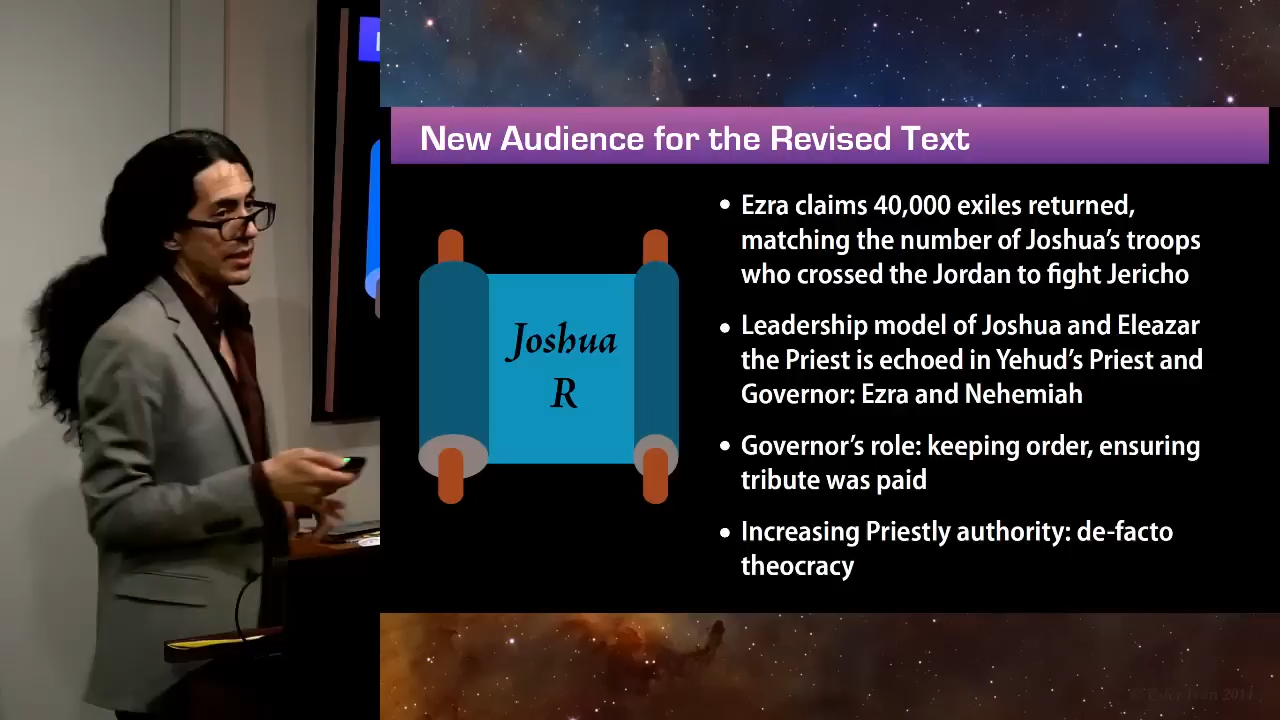 New Audience for the Revised Text
Joshua
R
• Ezra claims 40,000 exiles returned,
matching the number of Joshua's troops
who crossed the Jordan to fight Jericho
• Leadership model of Joshua and Eleazar
the Priest is echoed in Yehud's Priest and
Governor: Ezra and Nehemiah
• Governor's role: keeping order, ensuring
tribute was paid
• Increasing Priestly authority: de-facto
theocracy